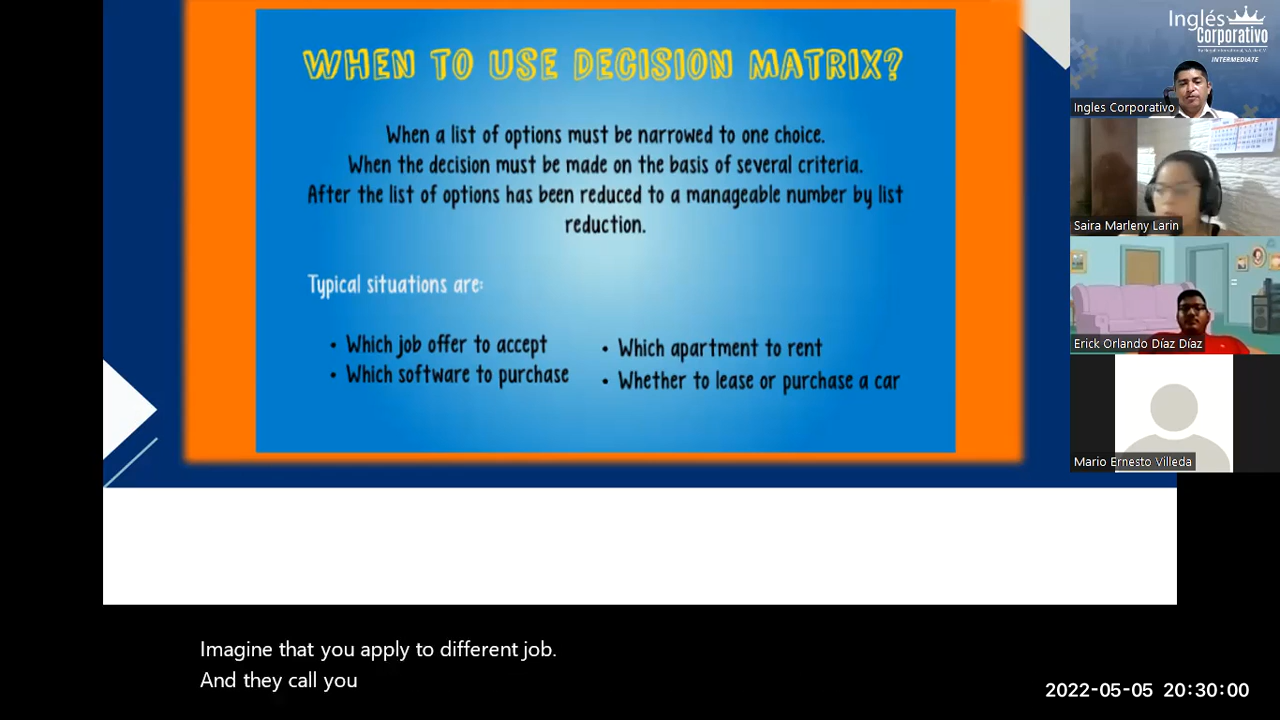 WHEN TO USE DECISION MATRIX?
When a list of options must be narrowed to one choice.
When the decision must be made on the basis of several criteria.
After the list of options has been reduced to a manageable number by list
reduction.
Typical situations are:
• Which job offer to accept
• Which software to purchase
• Which apartment to rent
• Whether to lease or purchase a car
Inglés
Corporativo
INTERMEDIATE
Ingles Corporativo
Saira Marleny Larin
Erick Orlando Díaz Díaz
Mario Ernesto Villeda
Imagine that you apply to different job.
And they call you
2022-05-05 20:30:00